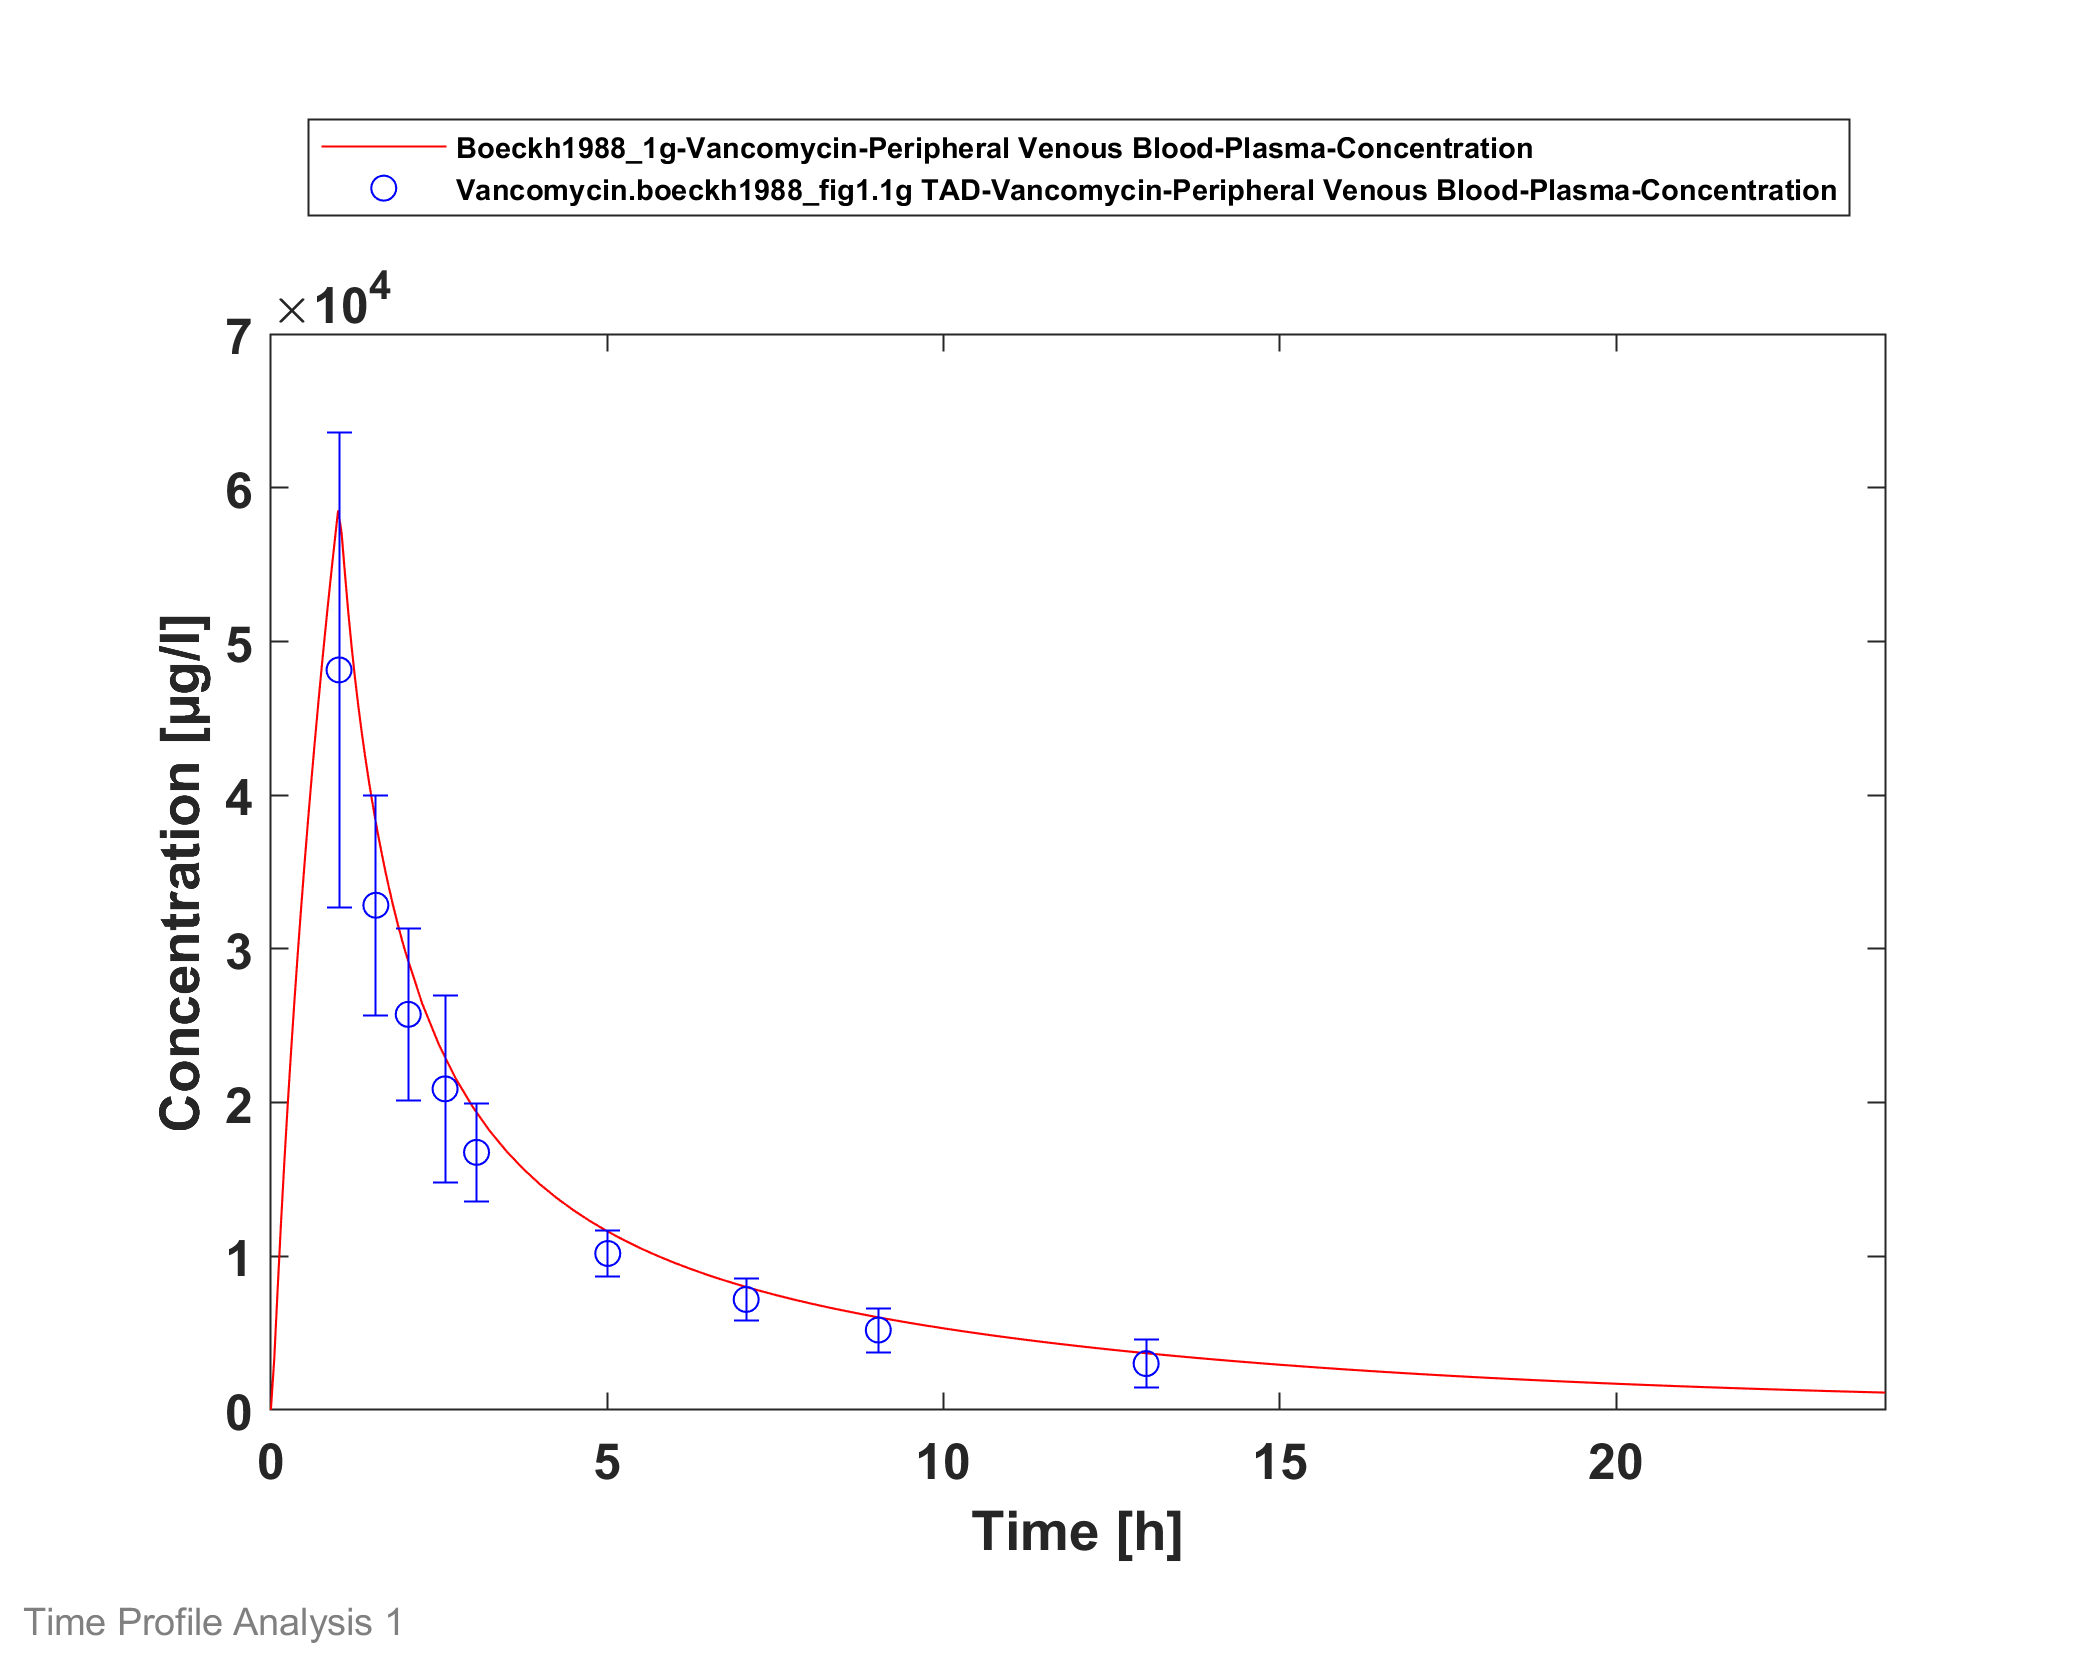 Boeckh1988_1g-Vancomycin-Peripheral Venous Blood-Plasma-Concentration
Vancomycin.boeckh1988_fig1.1g TAD-Vancomycin-Peripheral Venous Blood-Plasma-Concentration
×10^4
7
6
5
4
3
2
1
0
Concentration [µg/l]
0 5 10 15 20
Time [h]
Time Profile Analysis 1